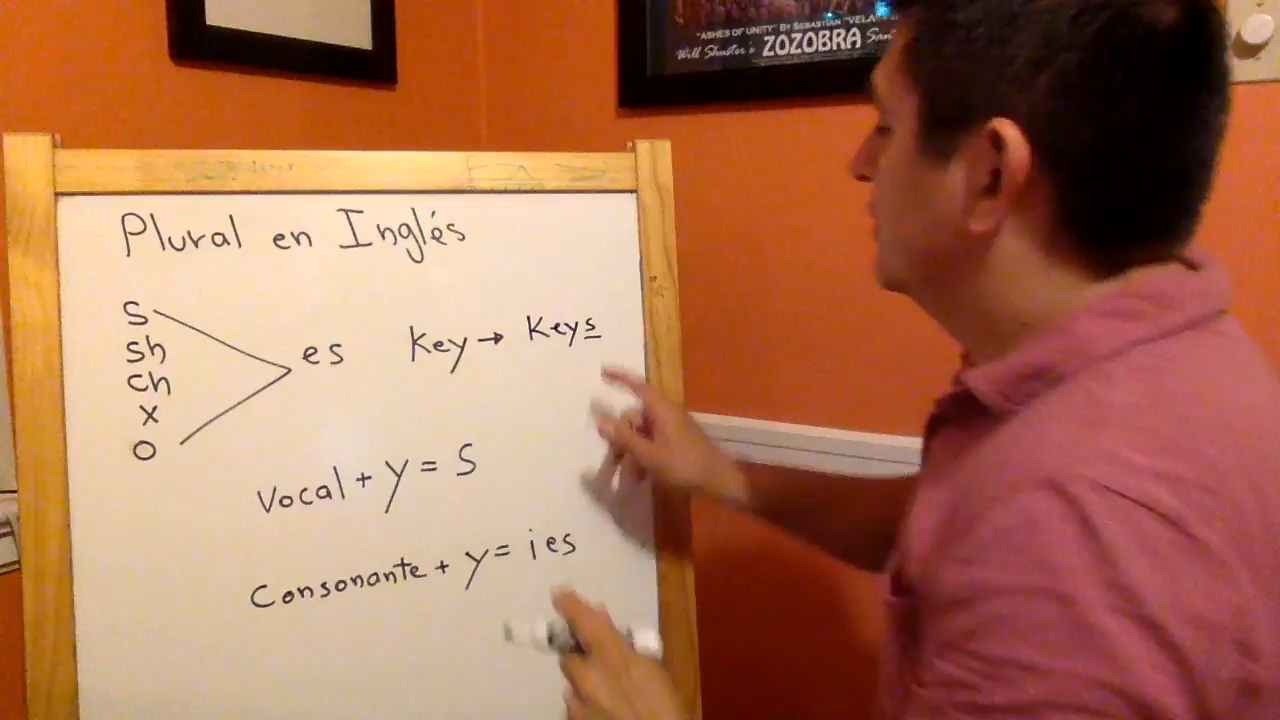 "ASHES OF UNITY" BY SEBASTIAN "VELA
Will Shuster's ZOZOBRA San
Plural en Inglés
S
sh
ch
x
o
es
Key → Keys
Vocal + y = S
Consonante + y = ies